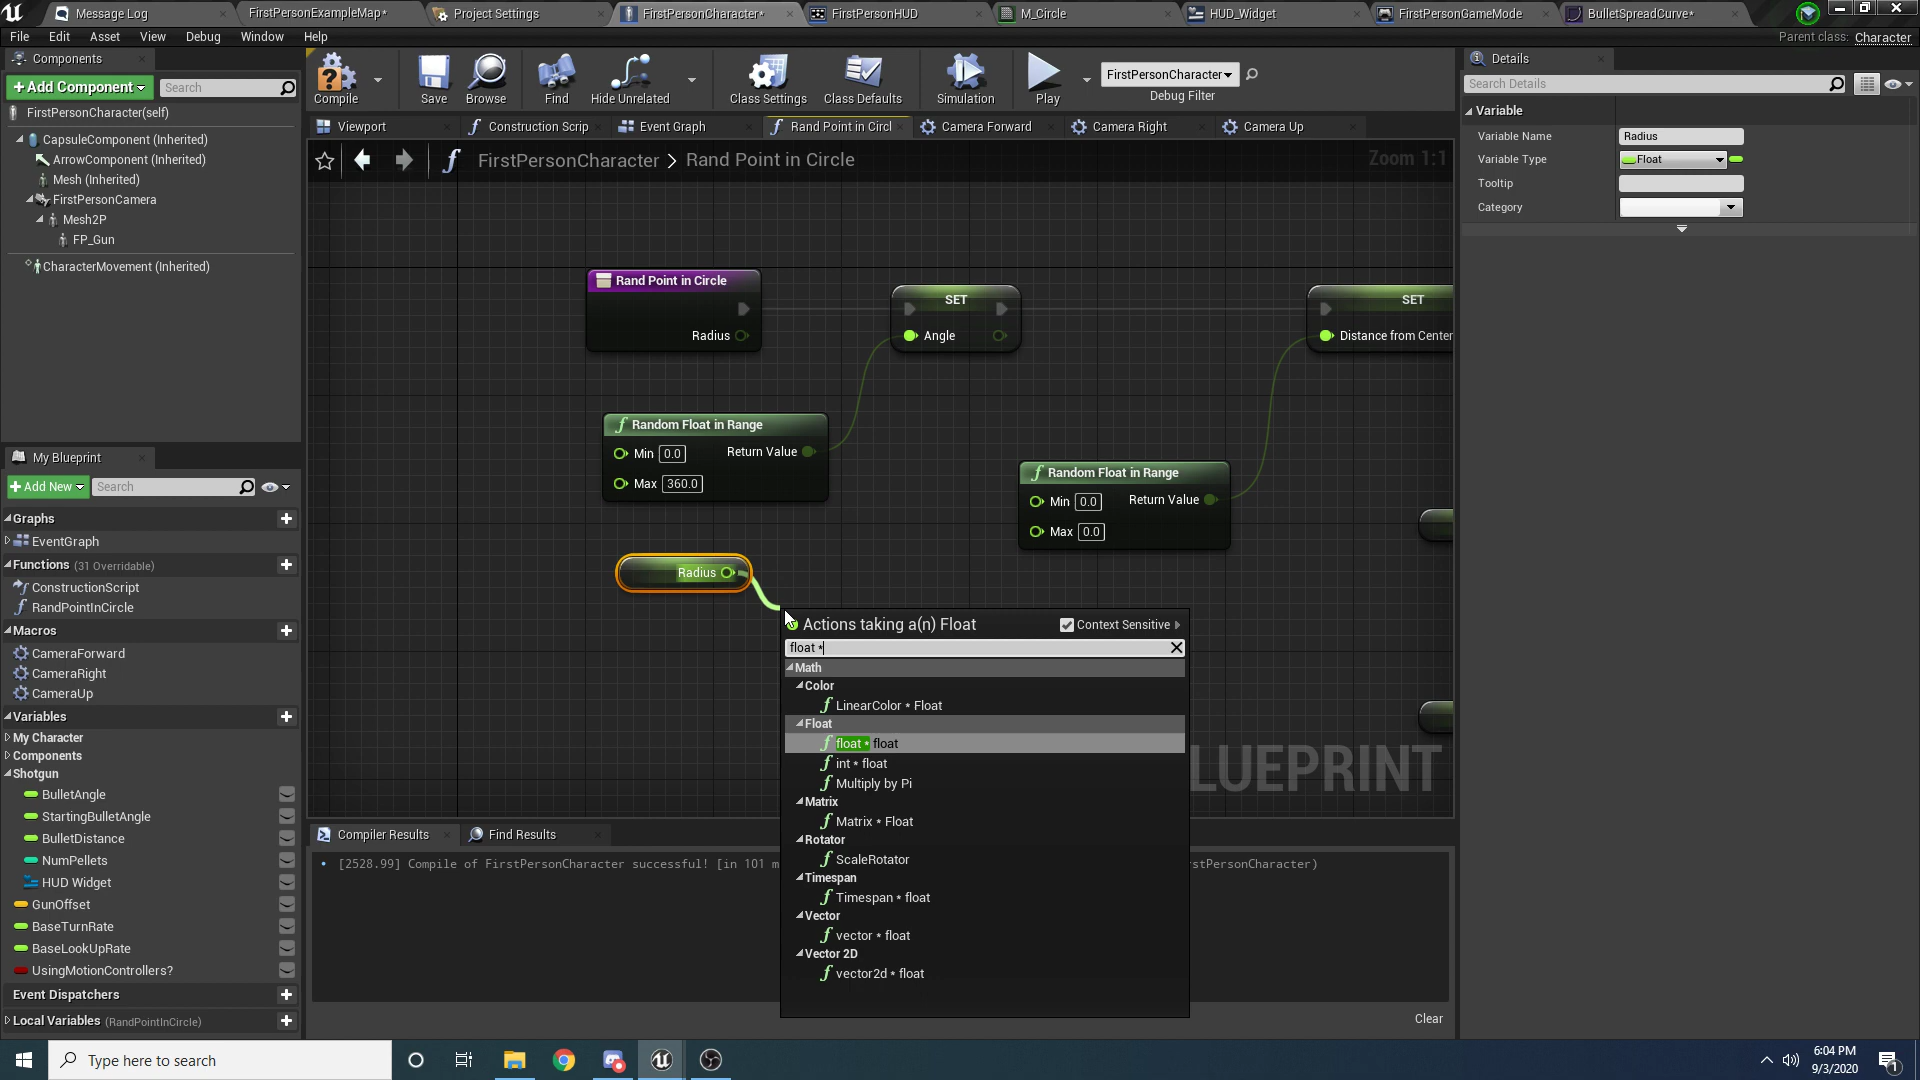 Message Log
FirstPersonExampleMap*
Project Settings
FirstPersonCharacter*
FirstPersonHUD
M_Circle
HUD_Widget
FirstPersonGameMode
BulletSpreadCurve*
File Edit Asset View Debug Window Help
Parent class: Character
Components
+ Add Component
Search
FirstPersonCharacter(self)
CapsuleComponent (Inherited)
ArrowComponent (Inherited)
Mesh (Inherited)
FirstPersonCamera
Mesh2P
FP_Gun
CharacterMovement (Inherited)
Compile
Save
Browse
Find
Hide Unrelated
Class Settings
Class Defaults
Simulation
Play
FirstPersonCharacter
Debug Filter
Viewport
Construction Scrip
Event Graph
Rand Point in Circl
Camera Forward
Camera Right
Camera Up
FirstPersonCharacter > Rand Point in Circle
Zoom 1:1
Rand Point in Circle
Radius
SET
Angle
SET
Distance from Center
Random Float in Range
Min 0.0
Return Value
Max 360.0
Random Float in Range
Min 0.0
Return Value
Max 0.0
Radius
Actions taking a(n) Float
Context Sensitive
float *
Math
Color
LinearColor * Float
Float
float * float
int * float
Multiply by Pi
Matrix
Matrix * Float
Rotator
ScaleRotator
Timespan
Timespan * float
Vector
vector * float
Vector 2D
vector2d * float
LUEPRINT
My Blueprint
+ Add New
Search
Graphs
EventGraph
Functions (31 Overridable)
ConstructionScript
RandPointInCircle
Macros
CameraForward
CameraRight
CameraUp
Variables
My Character
Components
Shotgun
BulletAngle
StartingBulletAngle
BulletDistance
NumPellets
HUD Widget
GunOffset
BaseTurnRate
BaseLookUpRate
UsingMotionControllers?
Event Dispatchers
Local Variables (RandPointInCircle)
Compiler Results
Find Results
[2528.99] Compile of FirstPersonCharacter successful! [in 101 m
rstPersonCharacter)
Clear
Details
Search Details
Variable
Variable Name Radius
Variable Type Float
Tooltip
Category
Type here to search
6:04 PM
9/3/2020
1